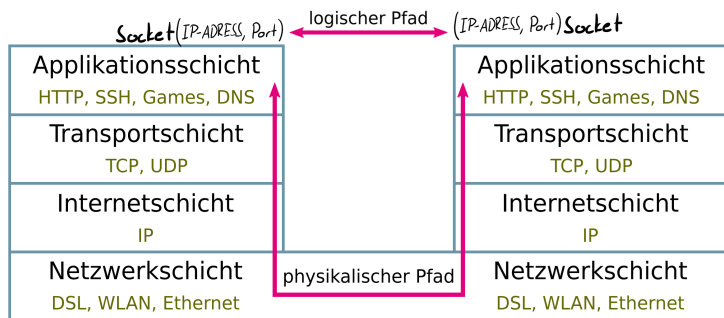 logischer Pfad
Socket (IP-ADRESS, Port)
(IP-ADRESS, Port) Socket
Applikationsschicht
HTTP, SSH, Games, DNS
Transportschicht
TCP, UDP
Internetschicht
IP
Netzwerkschicht
DSL, WLAN, Ethernet
physikalischer Pfad
Applikationsschicht
HTTP, SSH, Games, DNS
Transportschicht
TCP, UDP
Internetschicht
IP
Netzwerkschicht
DSL, WLAN, Ethernet